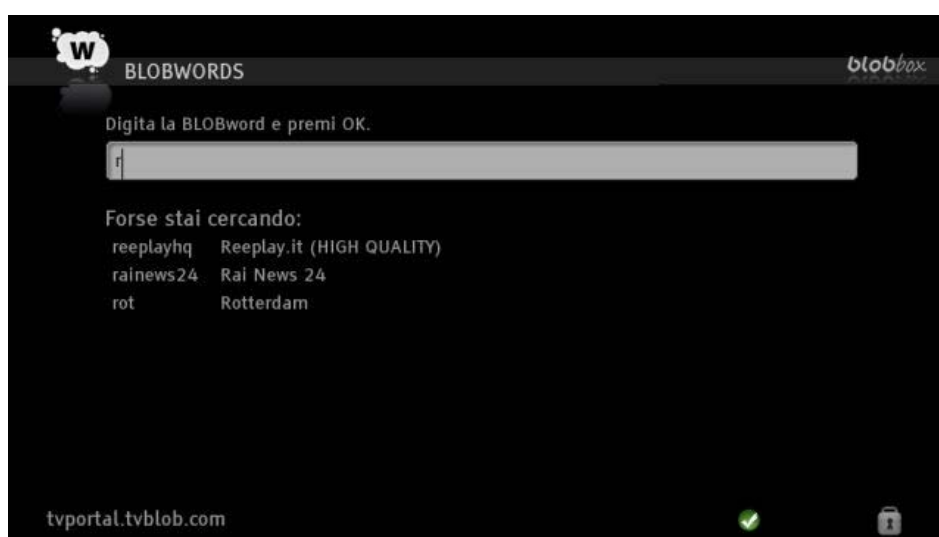 W
BLOBWORDS
blobbox
Digita la BLOBword e premi OK.
r
Forse stai cercando:
reeplayhq Reeplay.it (HIGH QUALITY)
rainews24 Rai News 24
rot Rotterdam
tvportal.tvblob.com